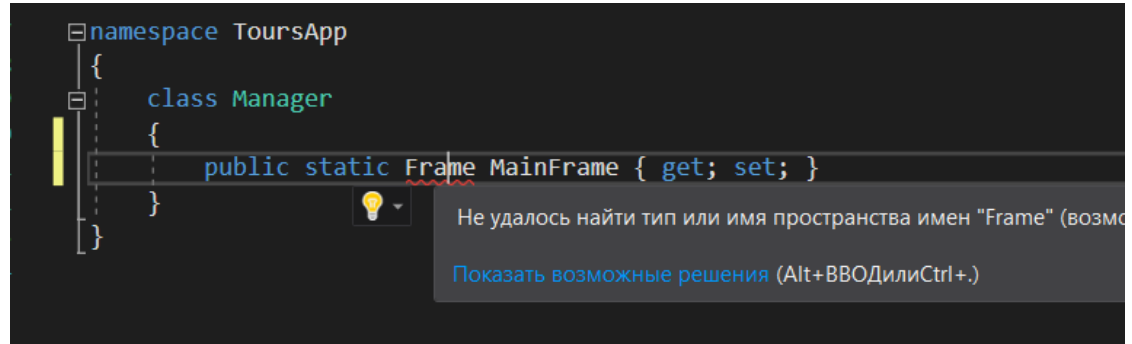 namespace ToursApp
{
class Manager
{
public static Frame MainFrame { get; set; }
}
}
Не удалось найти тип или имя пространства имен "Frame" (возмо
Показать возможные решения (Alt+ВВОДилиCtrl+.)